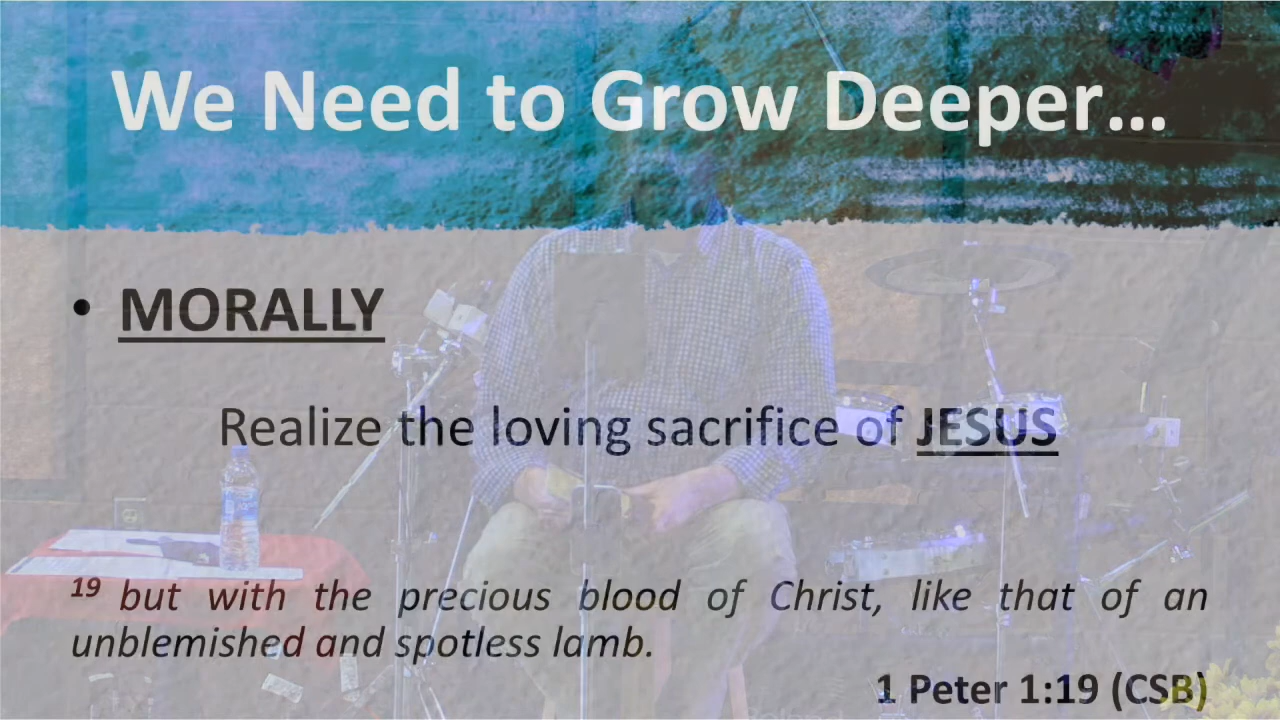 We Need to Grow Deeper...
• MORALLY
Realize the loving sacrifice of JESUS
19 but with the precious blood of Christ, like that of an
unblemished and spotless lamb.
1 Peter 1:19 (CSB)